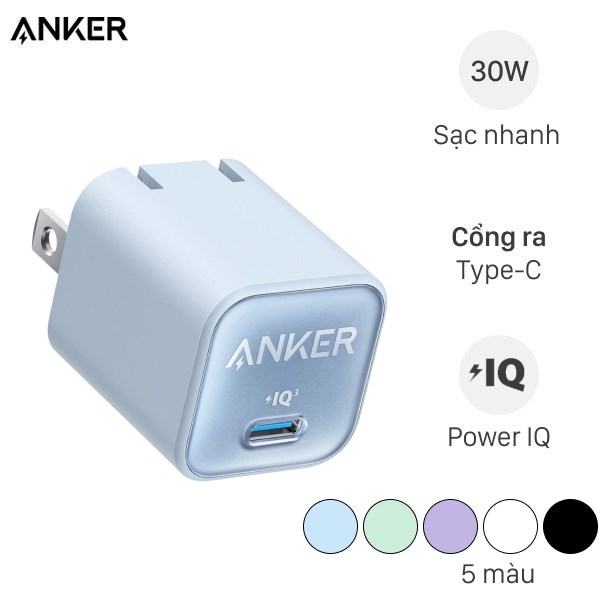 ANKER
30W
Sạc nhanh
Cổng ra
Type-C
ANKER
IQ³
IQ
Power IQ
5 màu